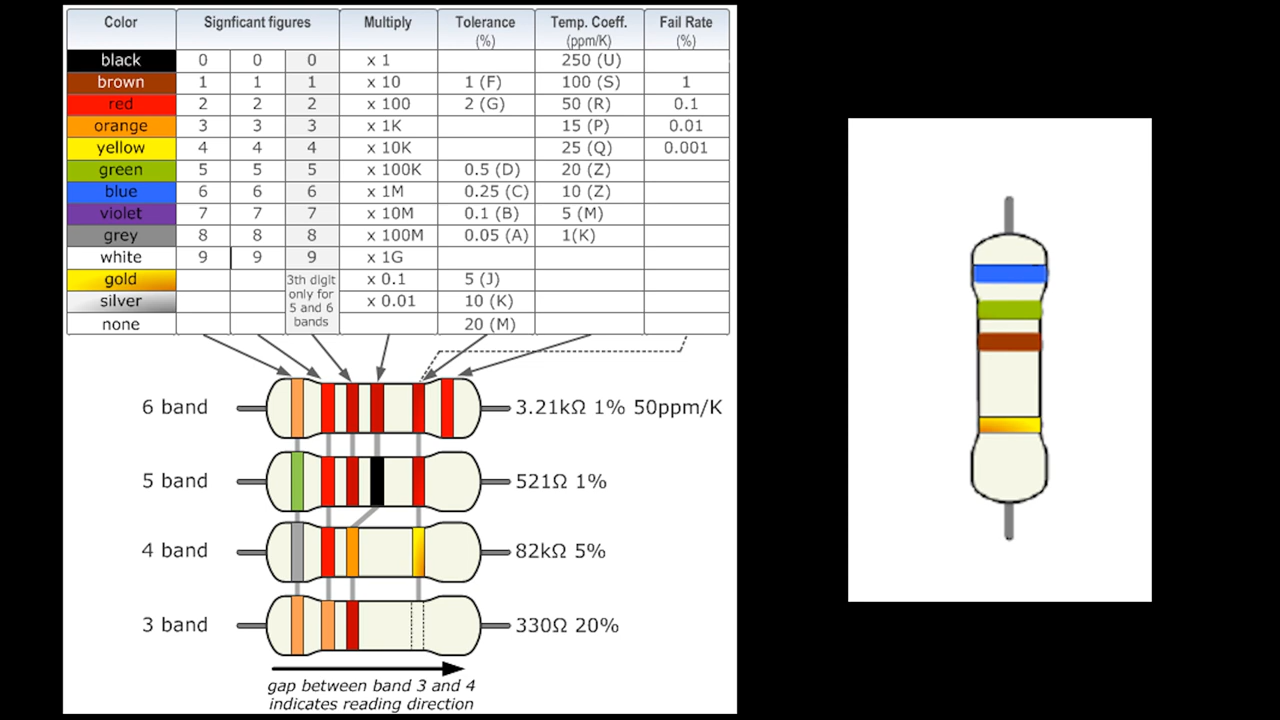 Color Signficant figures Multiply Tolerance (%) Temp. Coeff. (ppm/K) Fail Rate (%)
black 0 0 0 x 1 250 (U)
brown 1 1 1 x 10 1 (F) 100 (S) 1
red 2 2 2 x 100 2 (G) 50 (R) 0.1
orange 3 3 3 x 1K 15 (P) 0.01
yellow 4 4 4 x 10K 25 (Q) 0.001
green 5 5 5 x 100K 0.5 (D) 20 (Z)
blue 6 6 6 x 1M 0.25 (C) 10 (Z)
violet 7 7 7 x 10M 0.1 (B) 5 (M)
grey 8 8 8 x 100M 0.05 (A) 1(K)
white 9 9 9 x 1G
gold x 0.1 5 (J)
silver x 0.01 10 (K)
none 20 (M)
3th digit
only for
5 and 6
bands
6 band 3.21kΩ 1% 50ppm/K
5 band 521Ω 1%
4 band 82kΩ 5%
3 band 330Ω 20%
gap between band 3 and 4
indicates reading direction